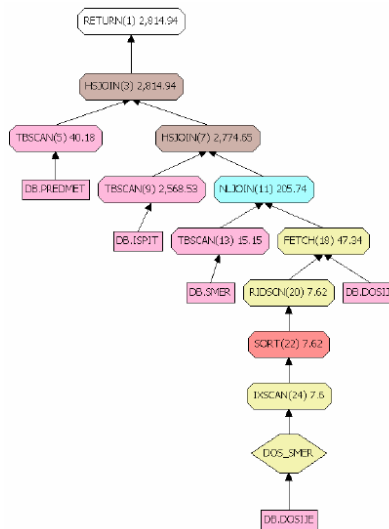 RETURN(1) 2,814.94
HSJOIN(3) 2,814.94
TBSCAN(5) 40.18 HSJOIN(7) 2,774.65
DB.PREDMET TBSCAN(9) 2,568.53 NLJOIN(11) 205.74
DB.ISPIT TBSCAN(13) 15.15 FETCH(18) 47.34
DB.SMER RIDSCN(20) 7.62 DB.DOSIJE
SORT(22) 7.62
IXSCAN(24) 7.6
DOS_SMER
DB.DOSIJE